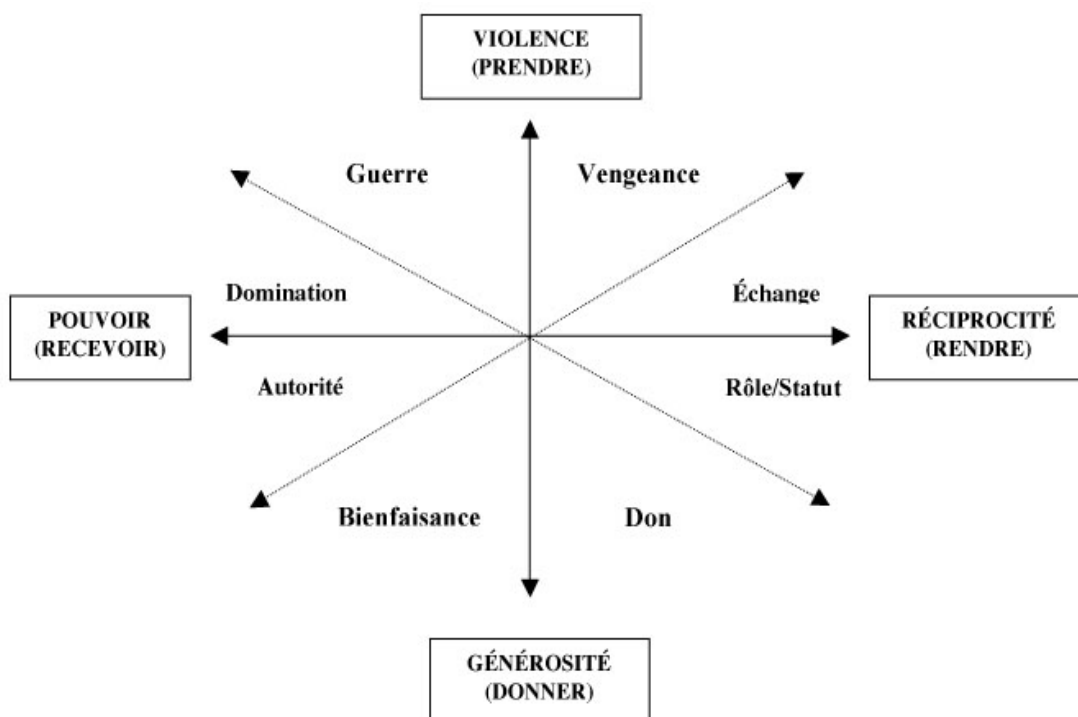 VIOLENCE
(PRENDRE)
Guerre
Vengeance
Domination
Échange
POUVOIR
(RECEVOIR)
RÉCIPROCITÉ
(RENDRE)
Autorité
Rôle/Statut
Bienfaisance
Don
GÉNÉROSITÉ
(DONNER)